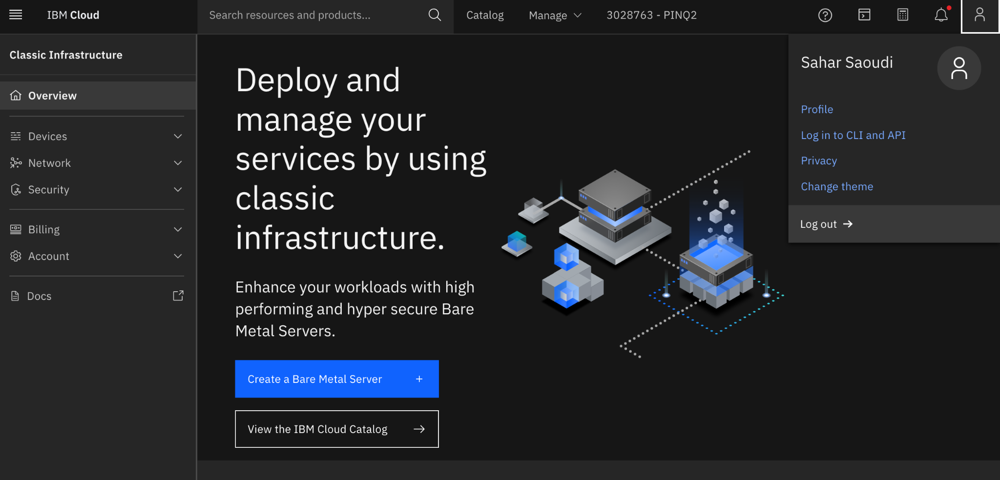 IBM Cloud
Search resources and products...
Catalog
Manage
3028763 - PINQ2
Classic Infrastructure
Overview
Devices
Network
Security
Billing
Account
Docs
Deploy and
manage your
services by using
classic
infrastructure.
Enhance your workloads with high
performing and hyper secure Bare
Metal Servers.
Create a Bare Metal Server
View the IBM Cloud Catalog
Sahar Saoudi
Profile
Log in to CLI and API
Privacy
Change theme
Log out